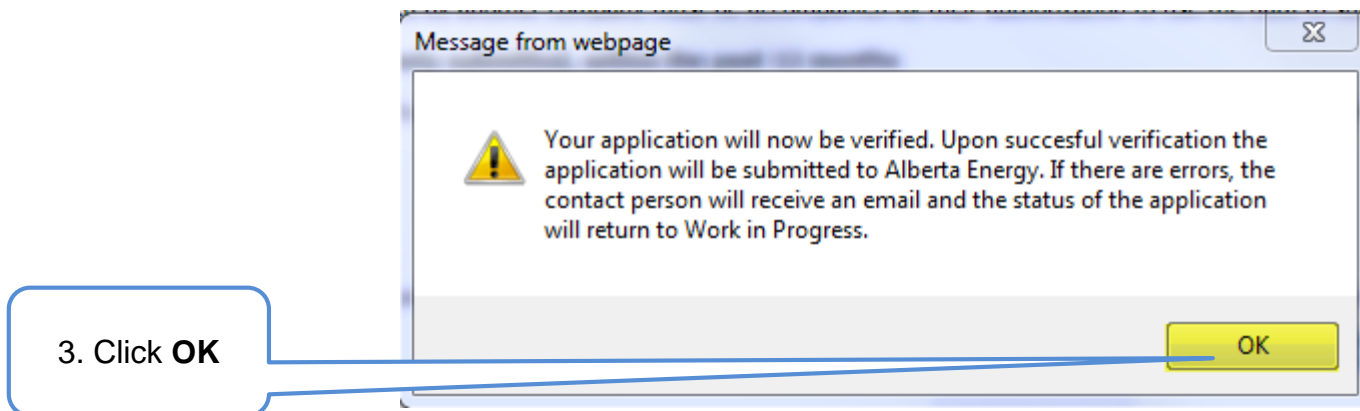 Message from webpage
Your application will now be verified. Upon succesful verification the
application will be submitted to Alberta Energy. If there are errors, the
contact person will receive an email and the status of the application
will return to Work in Progress.
3. Click OK
OK